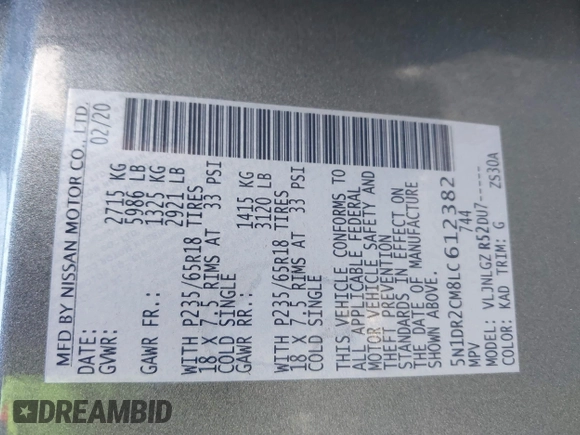 MFD BY NISSAN MOTOR CO., LTD.
DATE: 02/20
GVWR: 2715 KG
5986 LB
GAWR FR.: 1325 KG
2921 LB
WITH P235/65R18 TIRES
18 X 7.5 RIMS AT 33 PSI
COLD SINGLE
GAWR RR.: 1415 KG
3120 LB
WITH P235/65R18 TIRES
18 X 7.5 RIMS AT 33 PSI
COLD SINGLE
THIS VEHICLE CONFORMS TO
ALL APPLICABLE FEDERAL
MOTOR VEHICLE SAFETY AND
THEFT PREVENTION
STANDARDS IN EFFECT ON
THE DATE OF MANUFACTURE
SHOWN ABOVE.
5N1DR2CM8LC612382
MPV 744
MODEL: VLJNLGZ R52DU7-----
COLOR: KAD TRIM: G ZS30A
DREAMBID